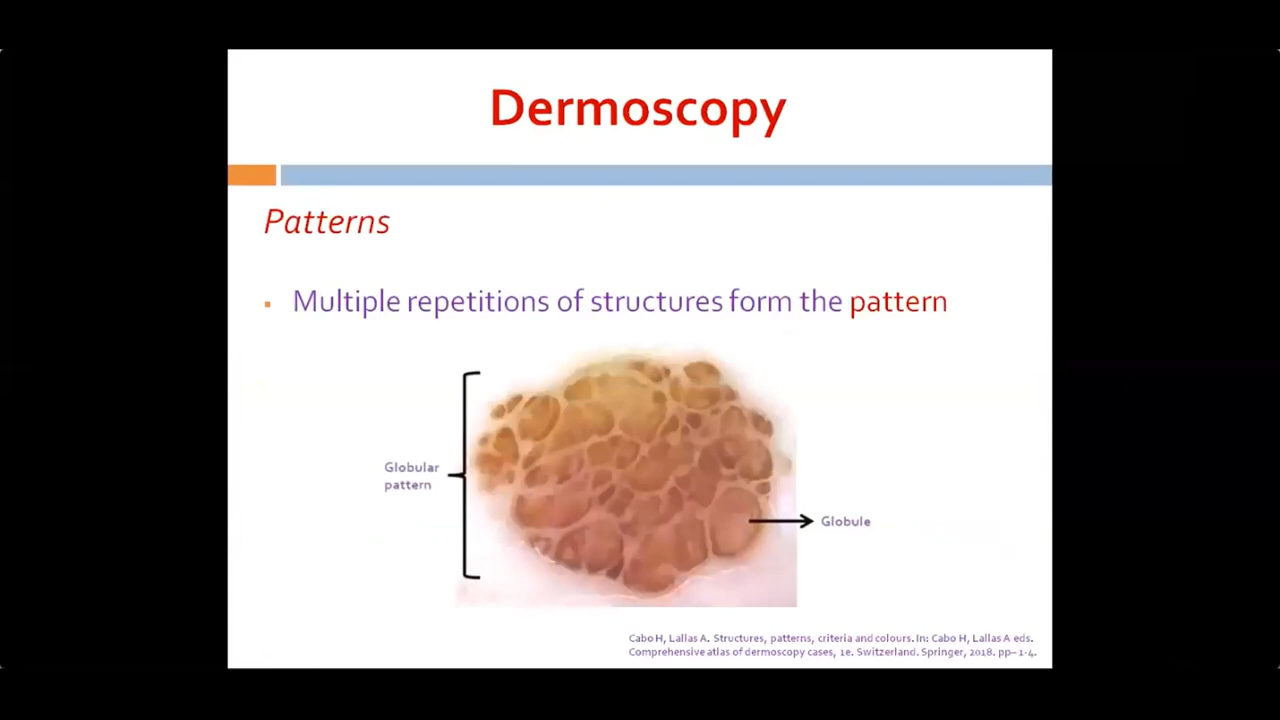 Dermoscopy
Patterns
▪ Multiple repetitions of structures form the pattern
Globular
pattern
Globule
Cabo H, Lallas A. Structures, patterns, criteria and colours. In: Cabo H, Lallas A eds.
Comprehensive atlas of dermoscopy cases, 1e. Switzerland. Springer, 2018. pp– 1-4.